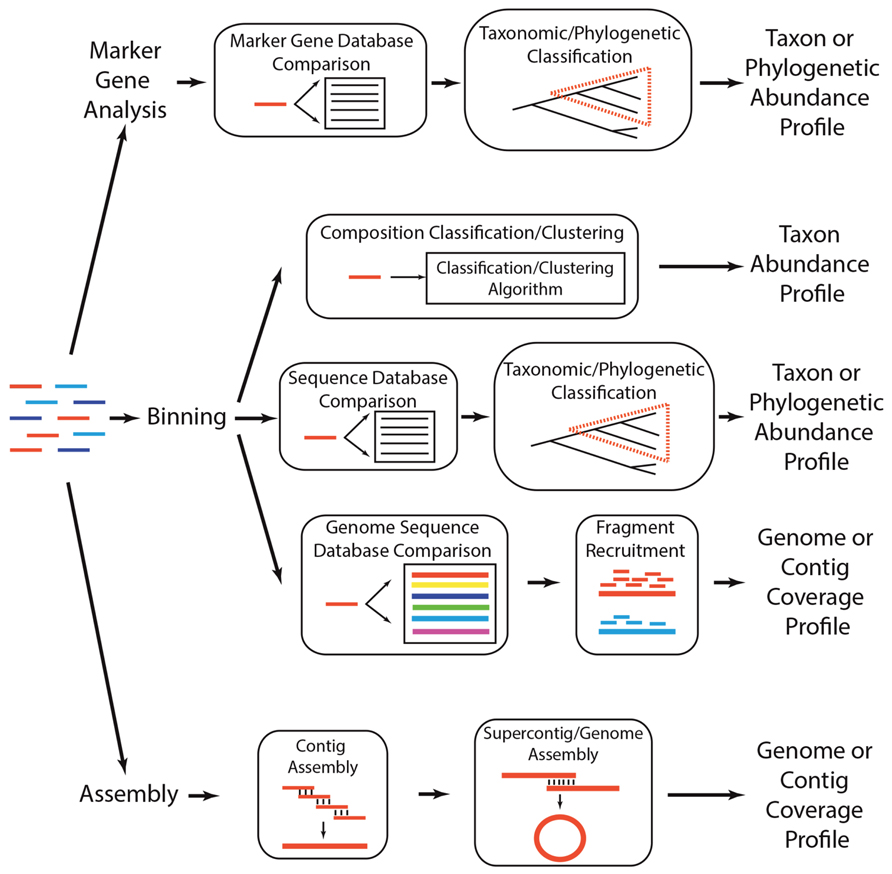 Marker
Gene
Analysis
Marker Gene Database
Comparison
Taxonomic/Phylogenetic
Classification
Taxon or
Phylogenetic
Abundance
Profile
Composition Classification/Clustering
Classification/Clustering
Algorithm
Taxon
Abundance
Profile
Binning
Sequence Database
Comparison
Taxonomic/Phylogenetic
Classification
Taxon or
Phylogenetic
Abundance
Profile
Genome Sequence
Database Comparison
Fragment
Recruitment
Genome or
Contig
Coverage
Profile
Assembly
Contig
Assembly
Supercontig/Genome
Assembly
Genome or
Contig
Coverage
Profile